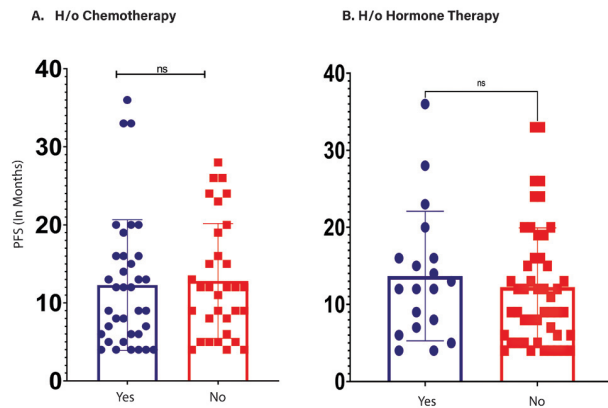 A. H/o Chemotherapy
B. H/o Hormone Therapy
PFS (In Months)
40
30
20
10
0
ns
Yes
No
40
30
20
10
0
ns
Yes
No